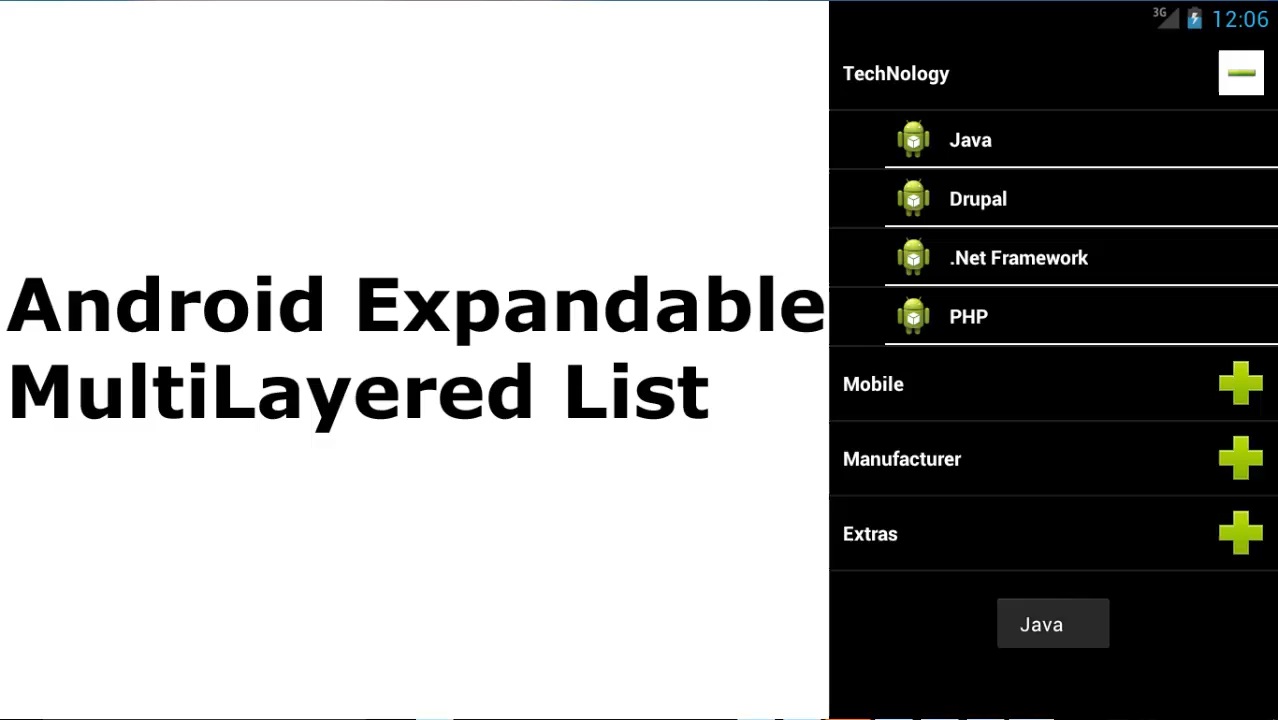 Android Expandable
MultiLayered List
3G 12:06
TechNology
Java
Drupal
.Net Framework
PHP
Mobile
Manufacturer
Extras
Java